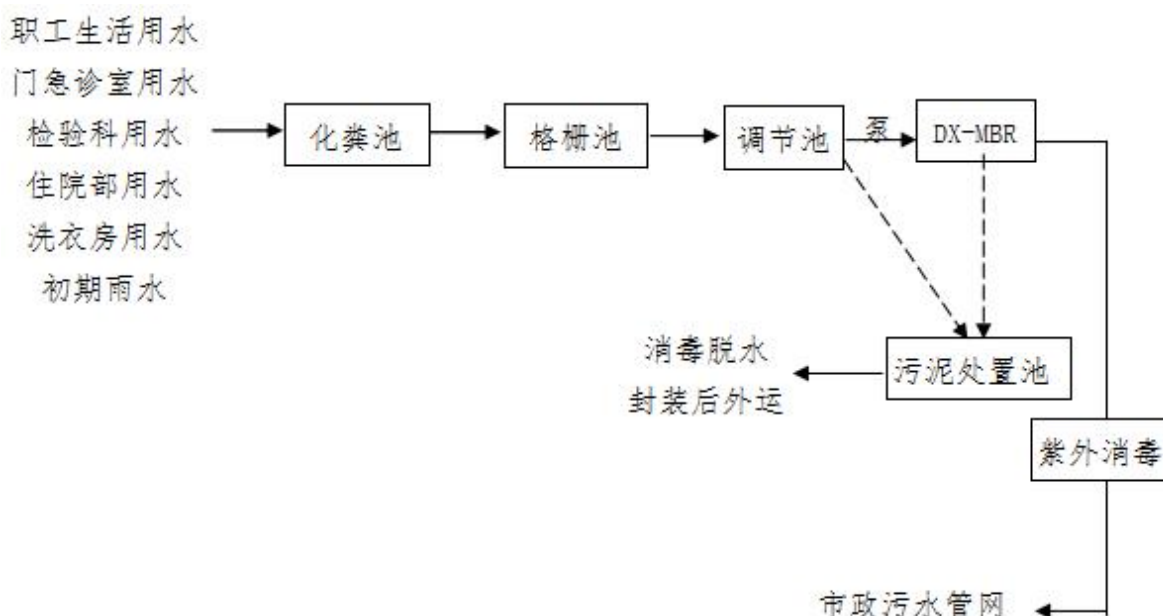 职工生活用水
门急诊室用水
检验科用水
住院部用水
洗衣房用水
初期雨水
化粪池
格栅池
调节池
泵
DX-MBR
消毒脱水
封装后外运
污泥处置池
紫外消毒
市政污水管网